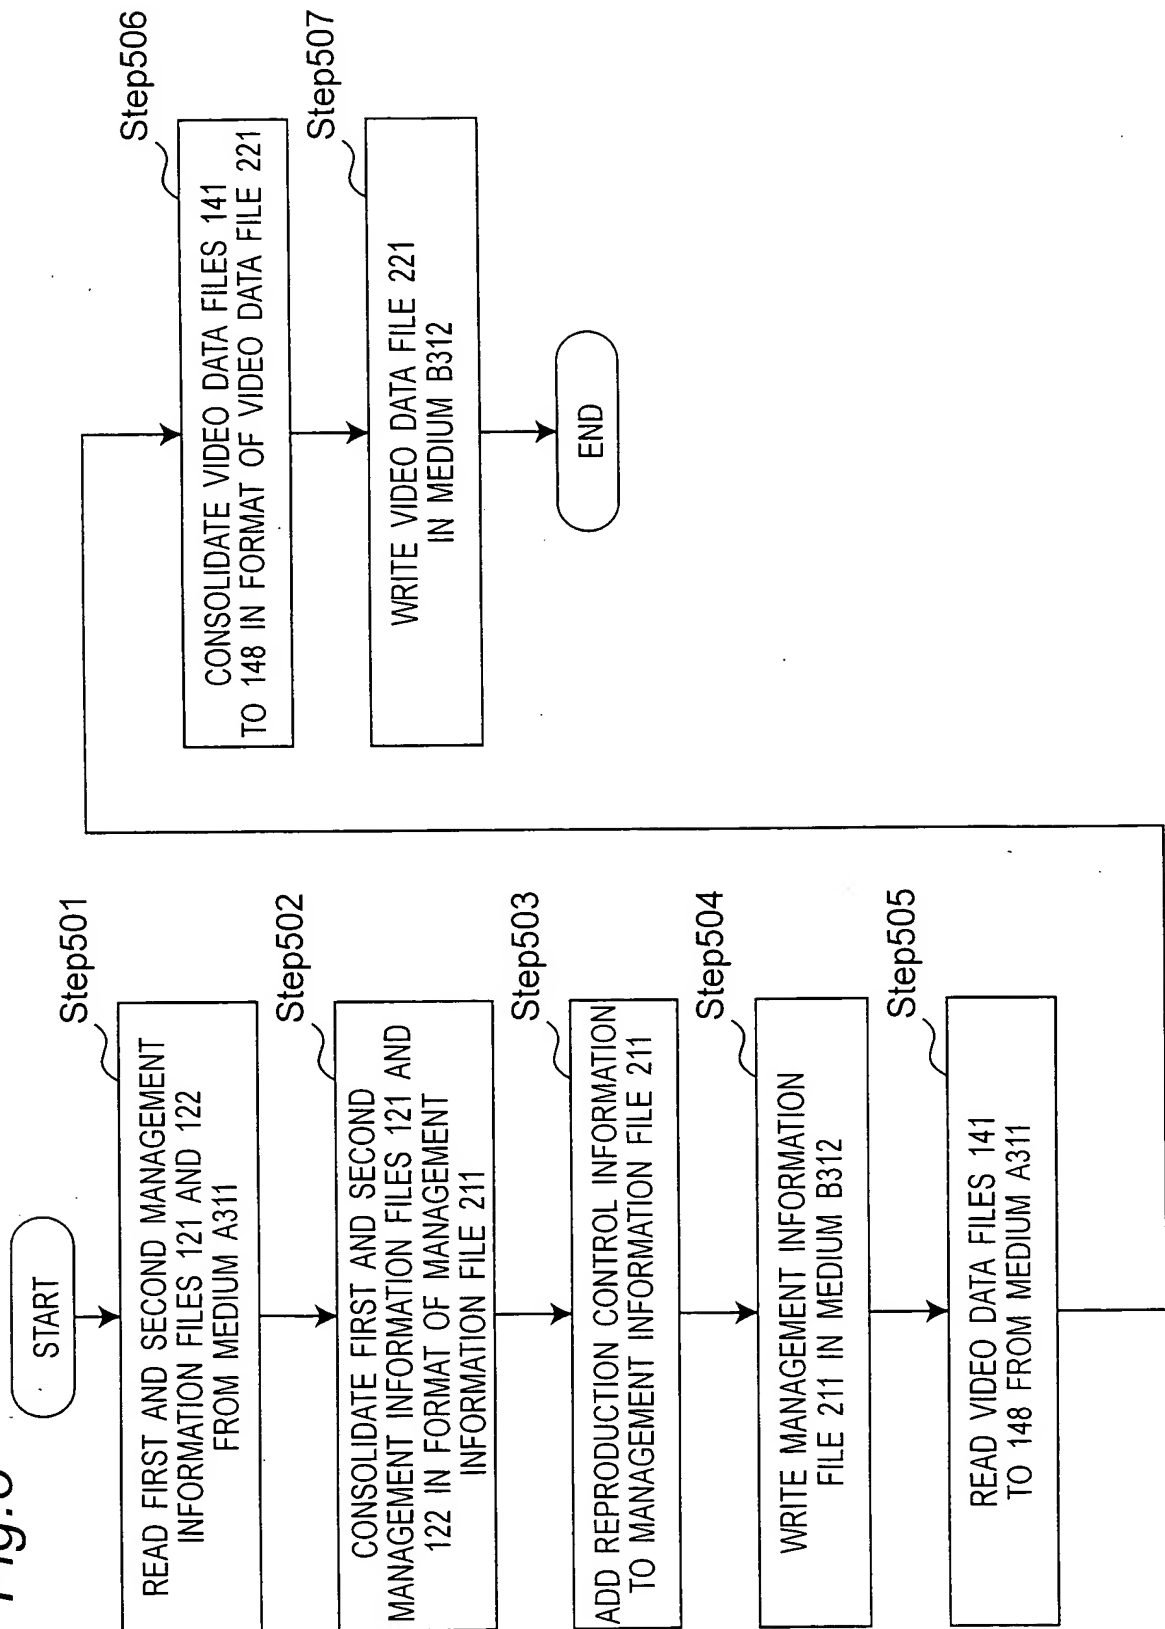 Fig.
START
Step501
READ FIRST AND SECOND MANAGEMENT
INFORMATION FILES 121 AND 122
FROM MEDIUM A311
Step502
CONSOLIDATE FIRST AND SECOND
MANAGEMENT INFORMATION FILES 121 AND
122 IN FORMAT OF MANAGEMENT
INFORMATION FILE 211
Step503
ADD REPRODUCTION CONTROL INFORMATION
TO MANAGEMENT INFORMATION FILE 211
Step504
WRITE MANAGEMENT INFORMATION
FILE 211 IN MEDIUM B312
Step505
READ VIDEO DATA FILES 141
TO 148 FROM MEDIUM A311
Step506
CONSOLIDATE VIDEO DATA FILES 141
TO 148 IN FORMAT OF VIDEO DATA FILE 221
Step507
WRITE VIDEO DATA FILE 221
IN MEDIUM B312
END